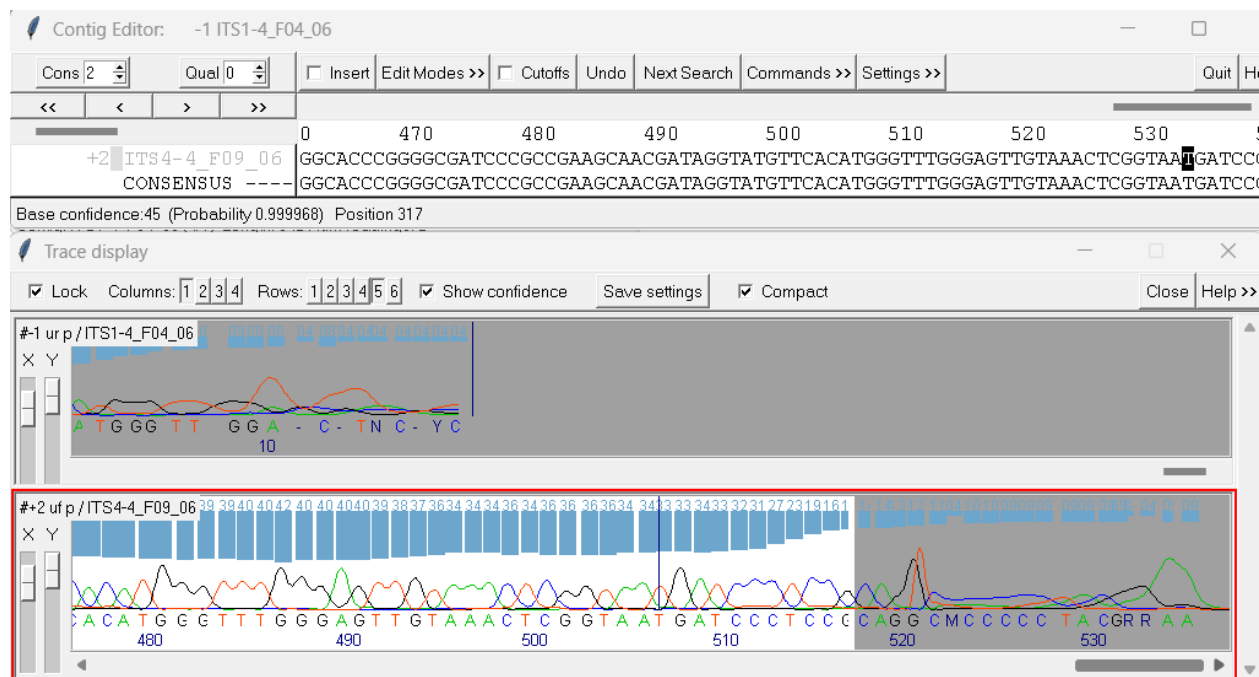 Contig Editor: -1 ITS1-4_F04_06
Cons 2 Qual 0 Insert Edit Modes >> Cutoffs Undo Next Search Commands >> Settings >> Quit
<< < > >>
0 470 480 490 500 510 520 530
+2 ITS4-4_F09_06 GGCACCCGGGGCGATCCCGCCGAAGCAACGATAGGTATGTTCACATGGGTTTGGGAGTTGTAAACTCGGTAATGATCCC
CONSENSUS ---- GGCACCCGGGGCGATCCCGCCGAAGCAACGATAGGTATGTTCACATGGGTTTGGGAGTTGTAAACTCGGTAATGATCCC
Base confidence:45 (Probability 0.999968) Position 317
Trace display
Lock Columns: 1 2 3 4 Rows: 1 2 3 4 5 6 Show confidence Save settings Compact Close Help >>
#-1 ur p / ITS1-4_F04_06
X Y
A T G G G T T G G A - C - T N C - Y C
10
#+2 uf p / ITS4-4_F09_06
X Y
C A C A T G G G T T T G G G A G T T G T A A A C T C G G T A A T G A T C C C T C C G C A G G C M C C C C C T A C G R R A A
480 490 500 510 520 530